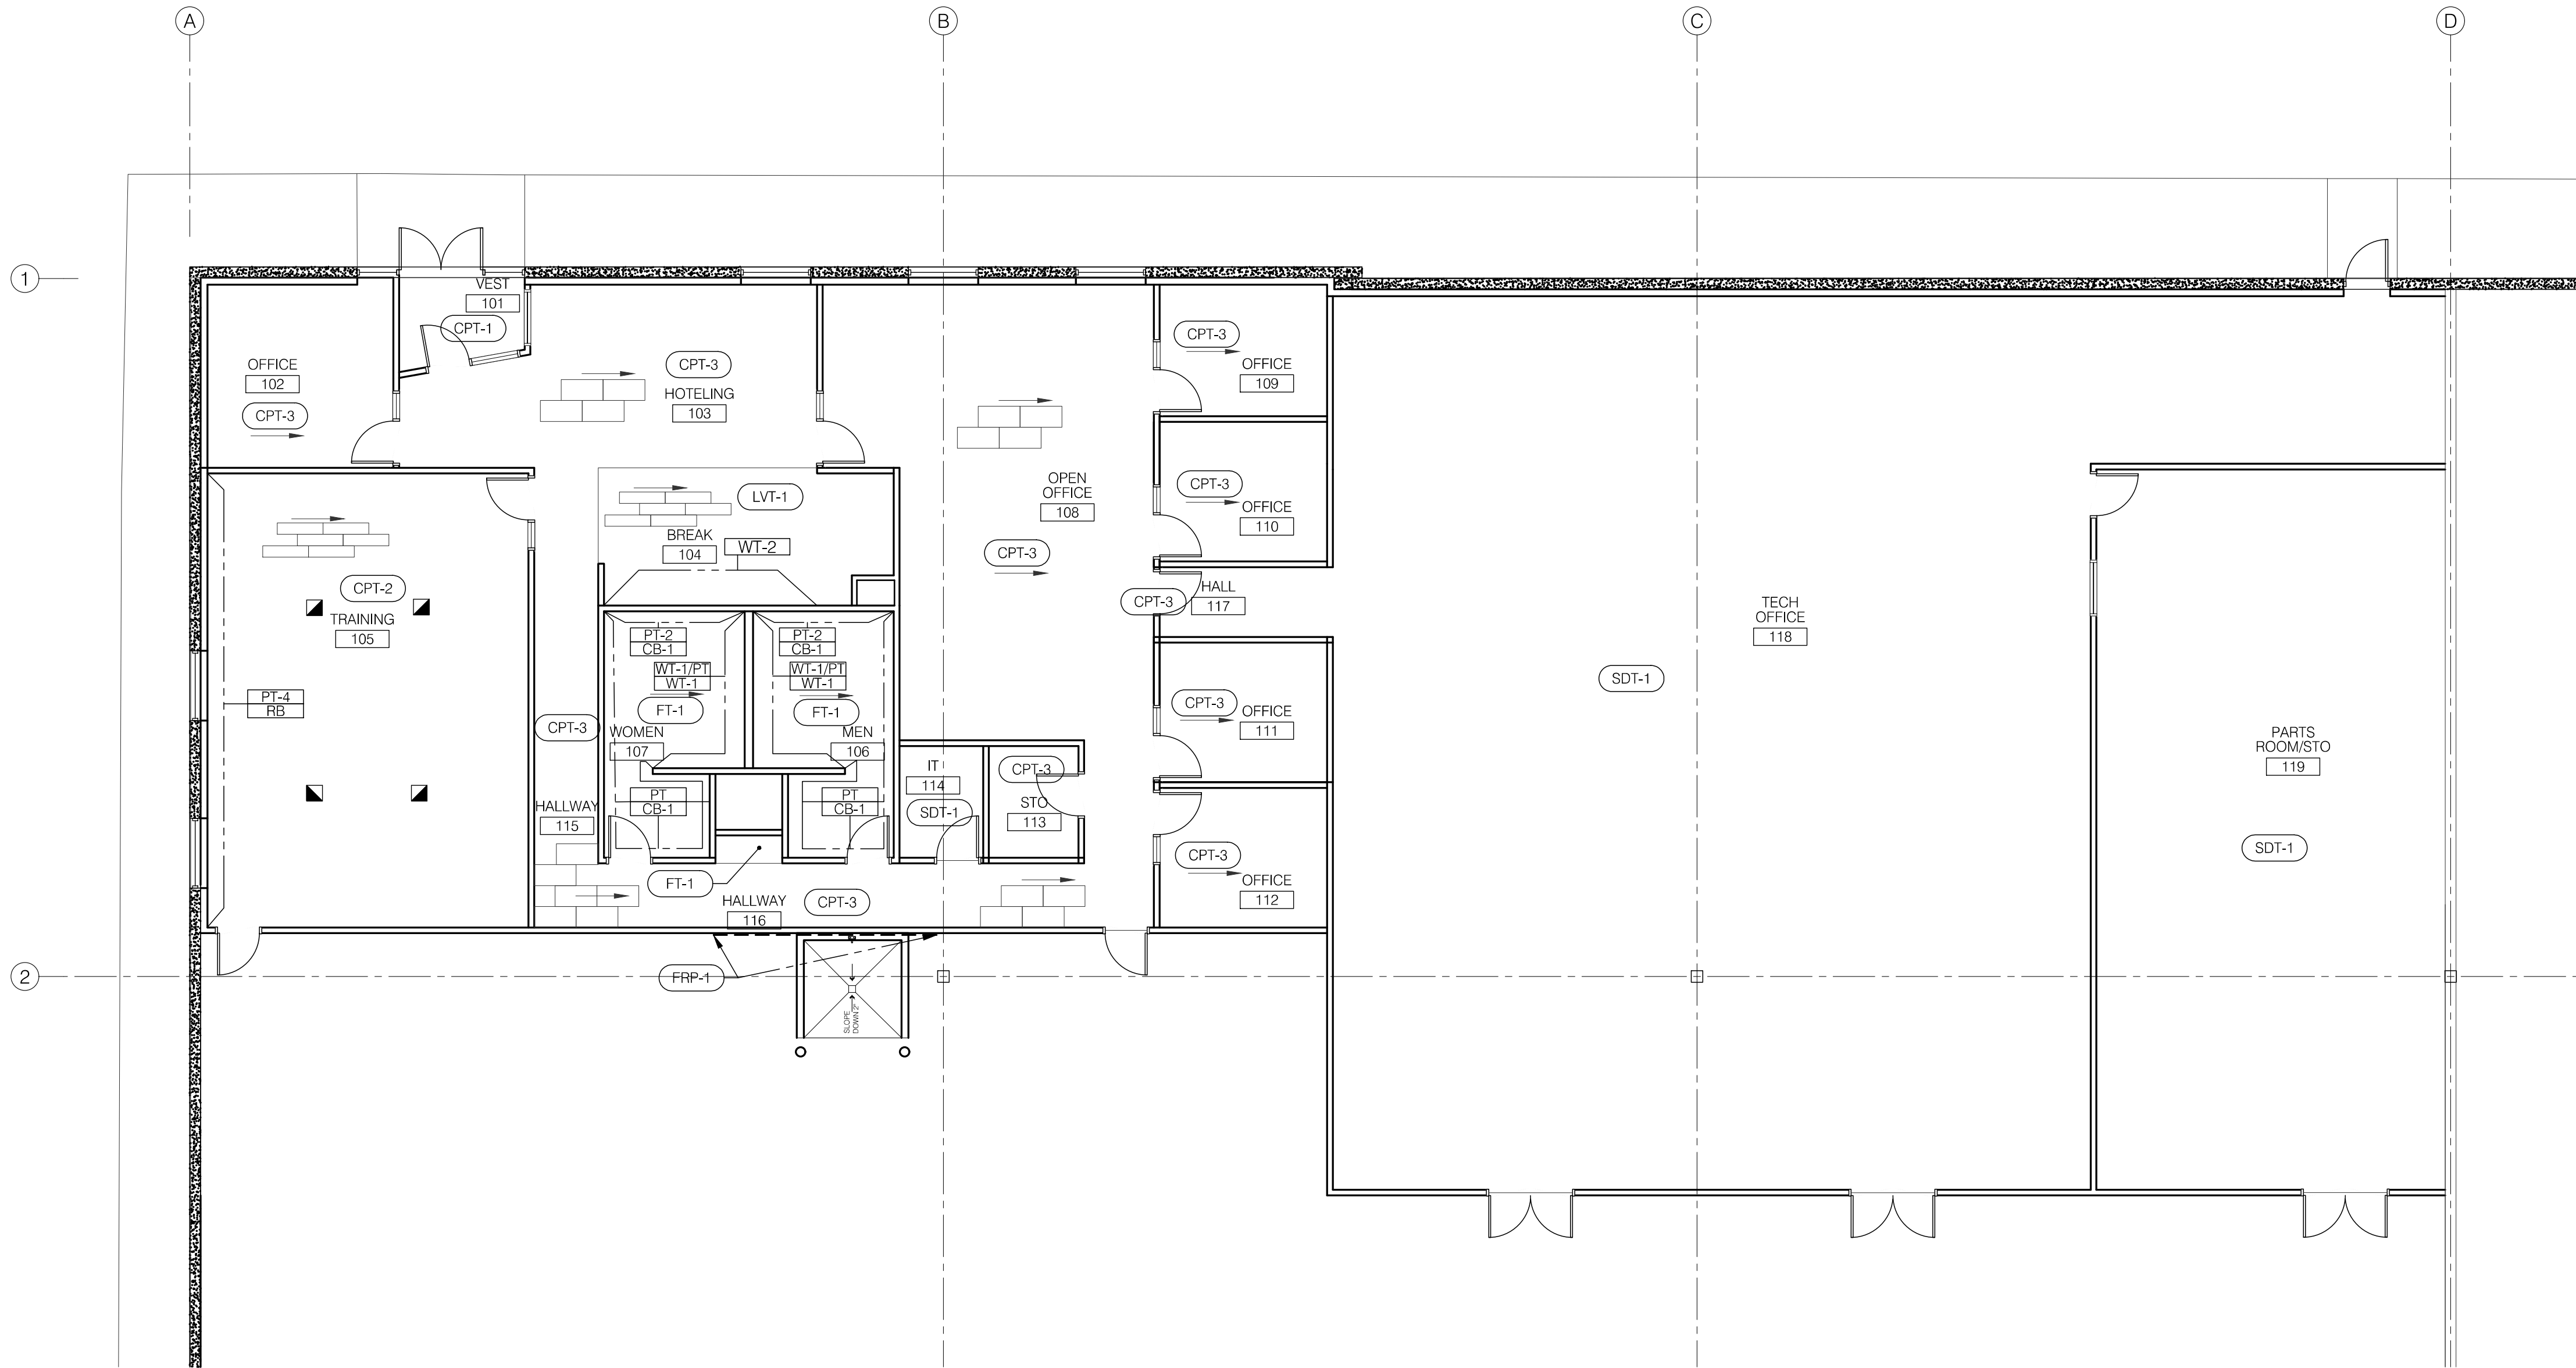 A
B
C
D
1
VEST
101
CPT-1
OFFICE
102
CPT-3
CPT-3
HOTELING
103
CPT-3
OFFICE
109
LVT-1
BREAK
104
WT-2
OPEN
OFFICE
108
CPT-3
CPT-3
OFFICE
110
CPT-2
TRAINING
105
PT-4
RB
PT-2
CB-1
WT-1/PT
WT-1
FT-1
WOMEN
107
PT-2
CB-1
WT-1/PT
WT-1
FT-1
MEN
106
CPT-3
HALL
117
TECH
OFFICE
118
SDT-1
CPT-3
CPT-3
OFFICE
111
PARTS
ROOM/STO
119
SDT-1
PT
CB-1
PT
CB-1
IT
114
SDT-1
CPT-3
STO
113
HALLWAY
115
FT-1
HALLWAY
116
CPT-3
CPT-3
OFFICE
112
2
FRP-1
SLOPE
DOWN 2"